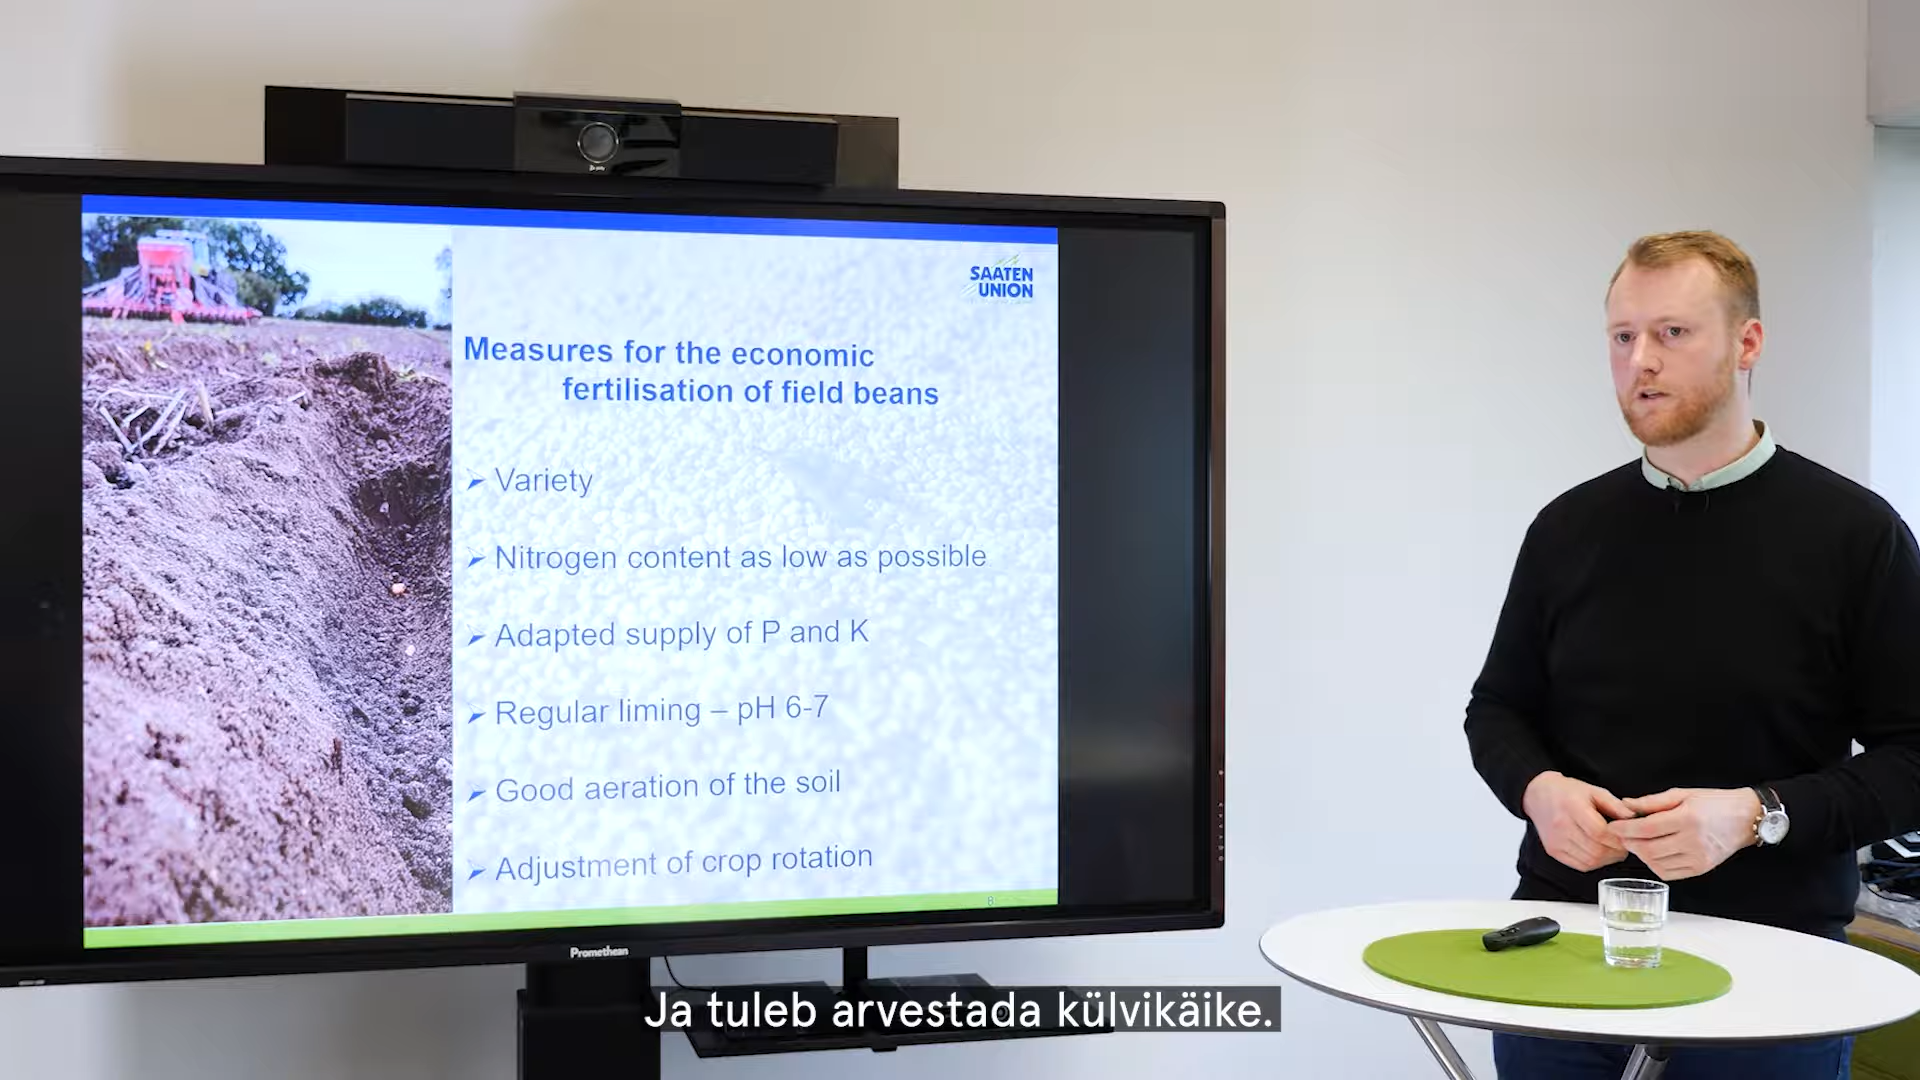 SAATEN
UNION
Measures for the economic
fertilisation of field beans
➢ Variety
➢ Nitrogen content as low as possible
➢ Adapted supply of P and K
➢ Regular liming – pH 6-7
➢ Good aeration of the soil
➢ Adjustment of crop rotation
8
Promethean
Ja tuleb arvestada külvikäike.